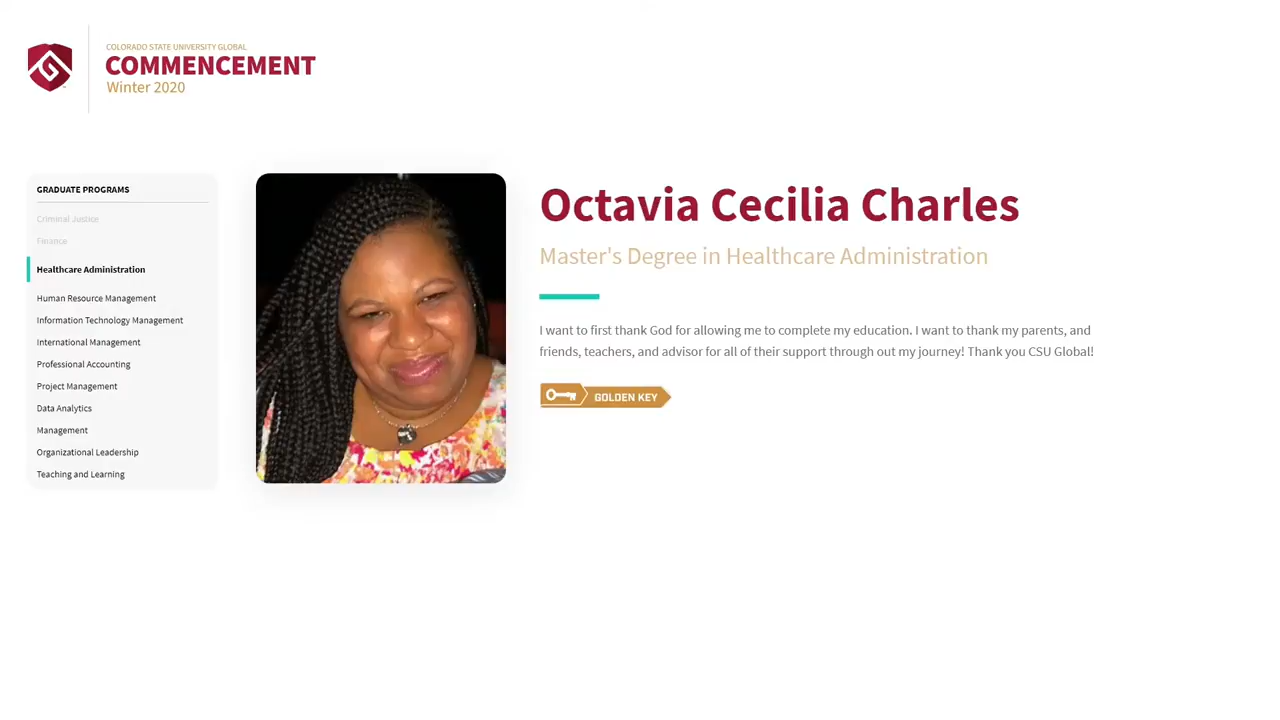 COLORADO STATE UNIVERSITY GLOBAL
COMMENCEMENT
Winter 2020
GRADUATE PROGRAMS
Criminal Justice
Finance
Healthcare Administration
Human Resource Management
Information Technology Management
International Management
Professional Accounting
Project Management
Data Analytics
Management
Organizational Leadership
Teaching and Learning
Octavia Cecilia Charles
Master's Degree in Healthcare Administration
I want to first thank God for allowing me to complete my education. I want to thank my parents, and
friends, teachers, and advisor for all of their support through out my journey! Thank you CSU Global!
GOLDEN KEY